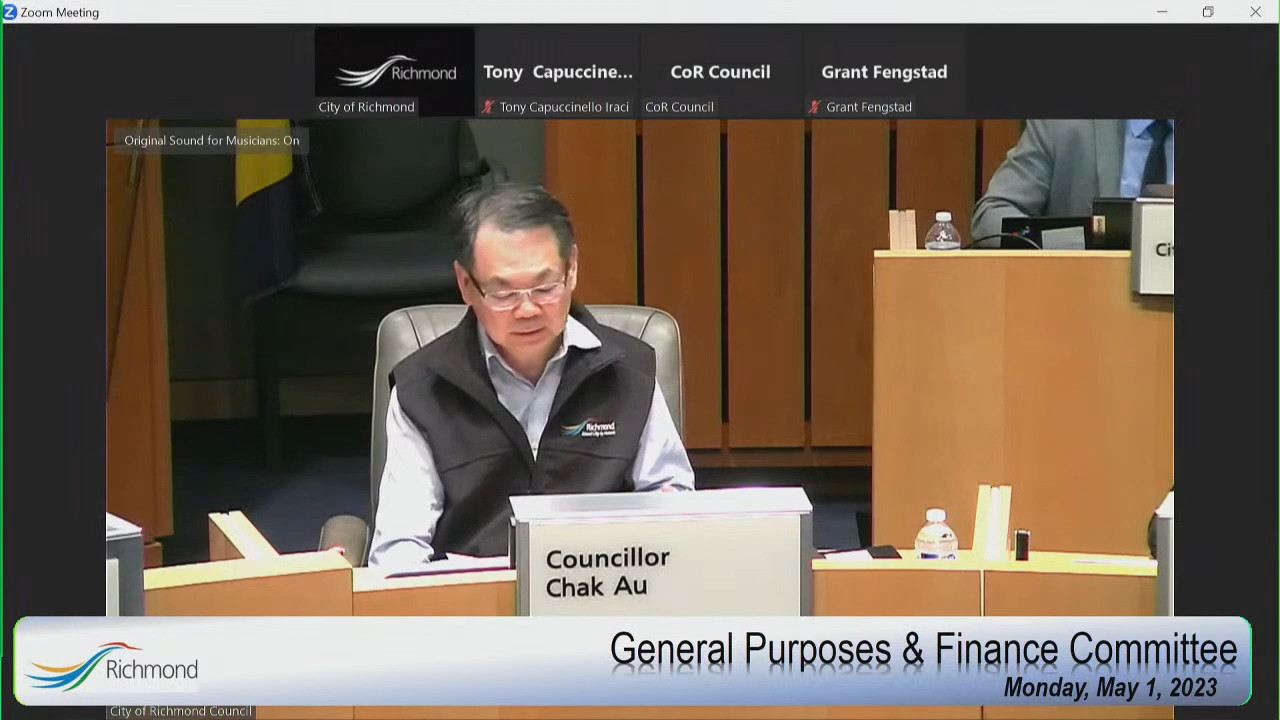 Zoom Meeting
Richmond
Tony Capuccine...
CoR Council
Grant Fengstad
City of Richmond
Tony Capuccinello Iraci
CoR Council
Grant Fengstad
Original Sound for Musicians: On
Ci
Richmond
Councillor
Chak Au
General Purposes & Finance Committee
Richmond
Monday, May 1, 2023
City of Richmond Council